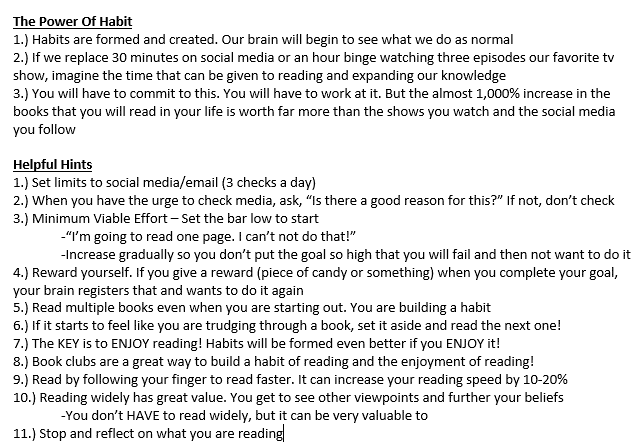 The Power Of Habit
1.) Habits are formed and created. Our brain will begin to see what we do as normal
2.) If we replace 30 minutes on social media or an hour binge watching three episodes our favorite tv
show, imagine the time that can be given to reading and expanding our knowledge
3.) You will have to commit to this. You will have to work at it. But the almost 1,000% increase in the
books that you will read in your life is worth far more than the shows you watch and the social media
you follow
Helpful Hints
1.) Set limits to social media/email (3 checks a day)
2.) When you have the urge to check media, ask, “Is there a good reason for this?” If not, don’t check
3.) Minimum Viable Effort – Set the bar low to start
-“I’m going to read one page. I can’t not do that!”
-Increase gradually so you don’t put the goal so high that you will fail and then not want to do it
4.) Reward yourself. If you give a reward (piece of candy or something) when you complete your goal,
your brain registers that and wants to do it again
5.) Read multiple books even when you are starting out. You are building a habit
6.) If it starts to feel like you are trudging through a book, set it aside and read the next one!
7.) The KEY is to ENJOY reading! Habits will be formed even better if you ENJOY it!
8.) Book clubs are a great way to build a habit of reading and the enjoyment of reading!
9.) Read by following your finger to read faster. It can increase your reading speed by 10-20%
10.) Reading widely has great value. You get to see other viewpoints and further your beliefs
-You don’t HAVE to read widely, but it can be very valuable to
11.) Stop and reflect on what you are reading